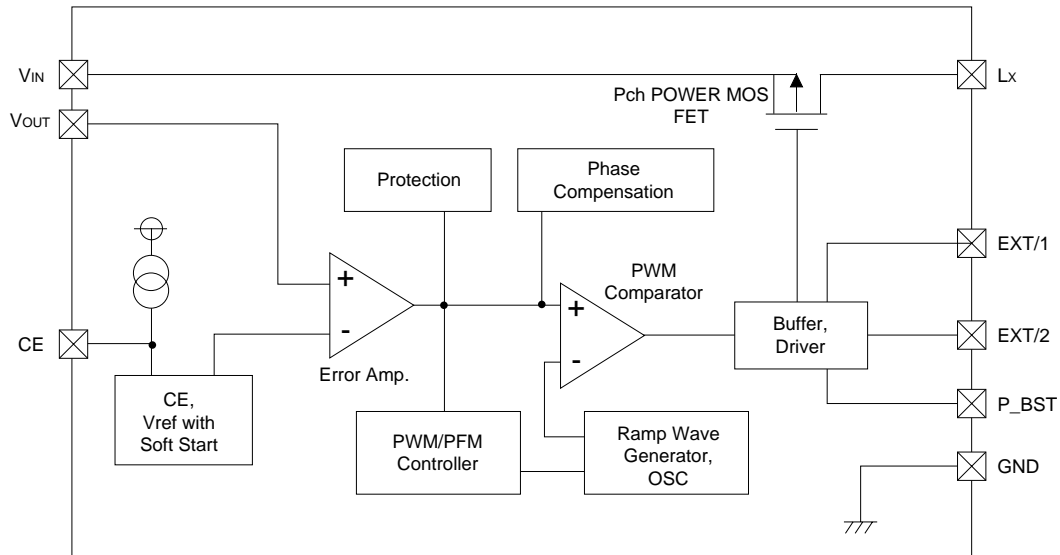 VIN
LX
Pch POWER MOS
FET
VOUT
Protection
Phase
Compensation
EXT/1
+
-
PWM
Comparator
+
-
Buffer,
Driver
EXT/2
CE
Error Amp.
CE,
Vref with
Soft Start
P_BST
PWM/PFM
Controller
Ramp Wave
Generator,
OSC
GND